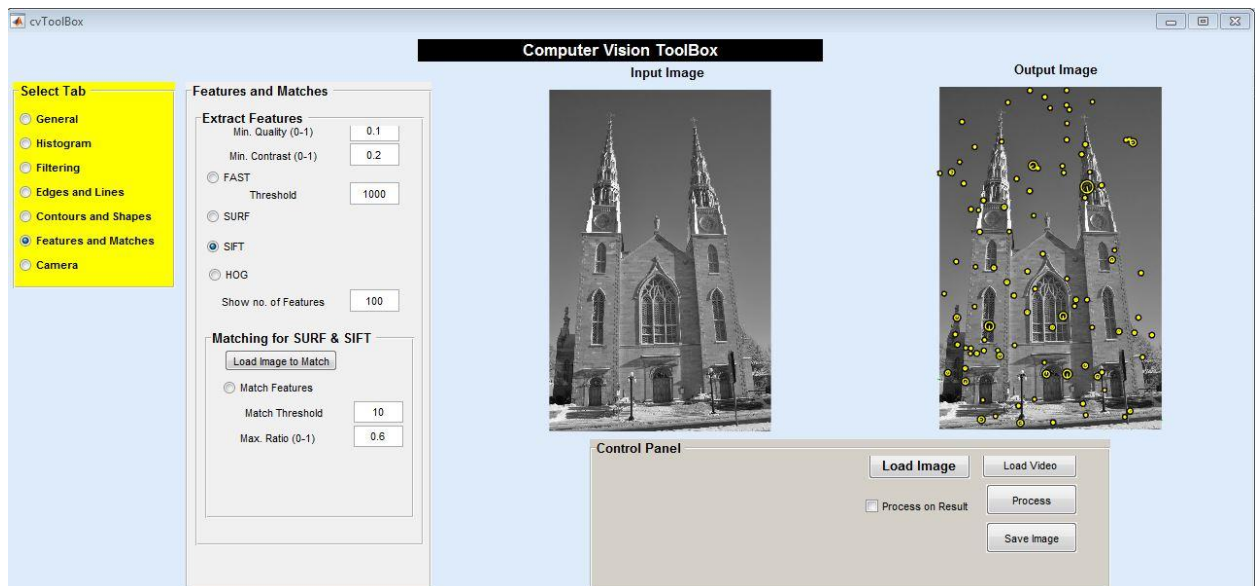 cvToolBox
Computer Vision ToolBox
Input Image
Output Image
Select Tab
General
Histogram
Filtering
Edges and Lines
Contours and Shapes
Features and Matches
Camera
Features and Matches
Extract Features
Min. Quality (0-1) 0.1
Min. Contrast (0-1) 0.2
FAST
Threshold 1000
SURF
SIFT
HOG
Show no. of Features 100
Matching for SURF & SIFT
Load Image to Match
Match Features
Match Threshold 10
Max. Ratio (0-1) 0.6
Control Panel
Load Image Load Video
Process on Result Process
Save Image